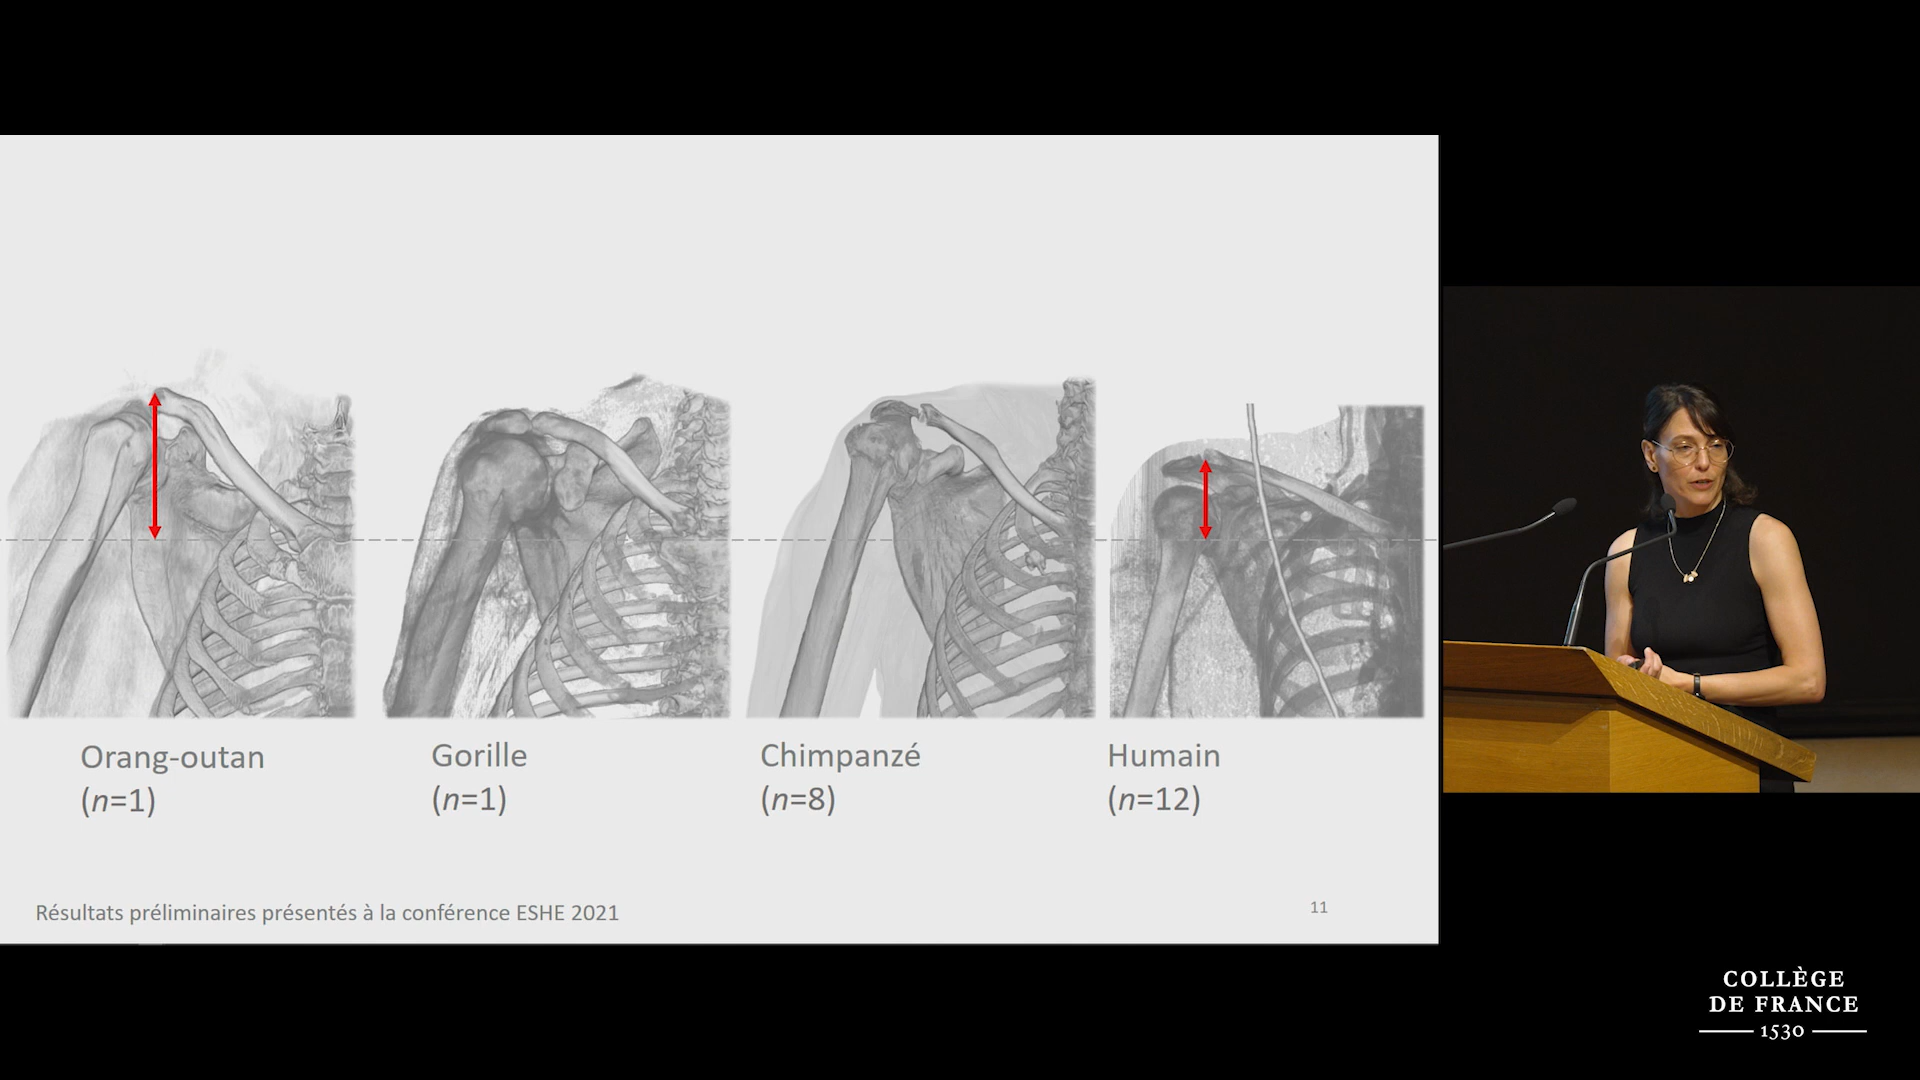 Orang-outan
(n=1)
Gorille
(n=1)
Chimpanzé
(n=8)
Humain
(n=12)
Résultats préliminaires présentés à la conférence ESHE 2021
11
COLLÈGE
DE FRANCE
1530